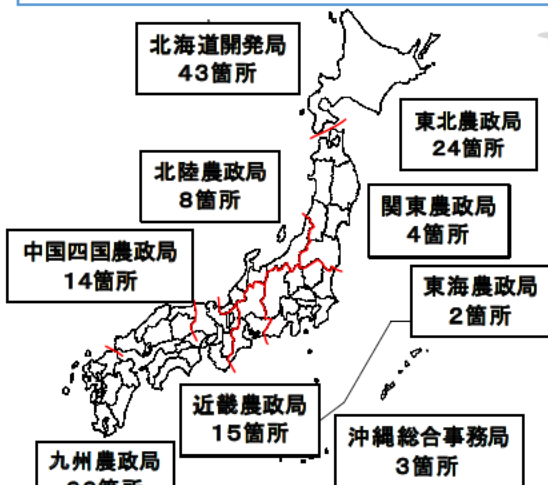 北海道開発局
43箇所
東北農政局
24箇所
北陸農政局
8箇所
関東農政局
4箇所
中国四国農政局
14箇所
東海農政局
2箇所
近畿農政局
15箇所
沖縄総合事務局
3箇所
九州農政局